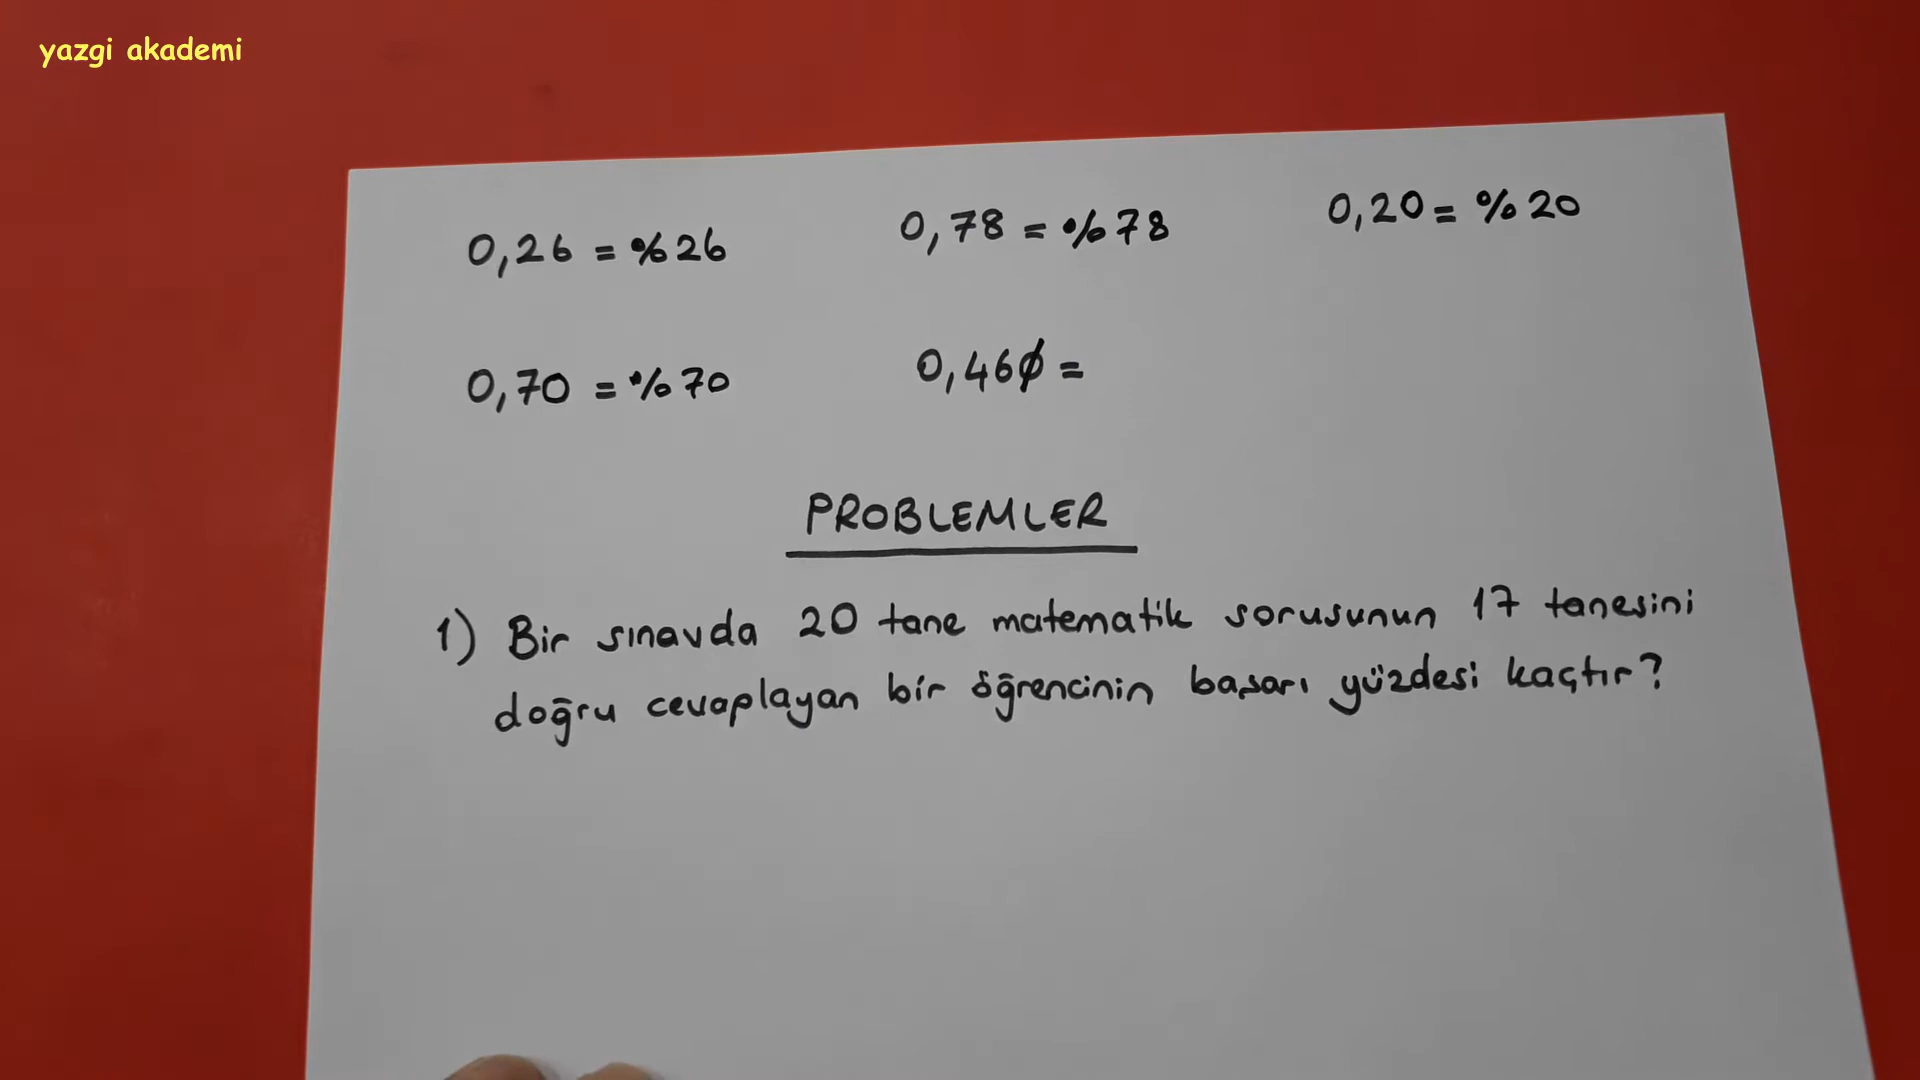 yazgi akademi
0,26 = %26
0,78 = %78
0,20 = %20
0,70 = %70
0,460 =
PROBLEMLER
1) Bir sınavda 20 tane matematik sorusunun 17 tanesini
doğru cevaplayan bir öğrencinin başarı yüzdesi kaçtır?